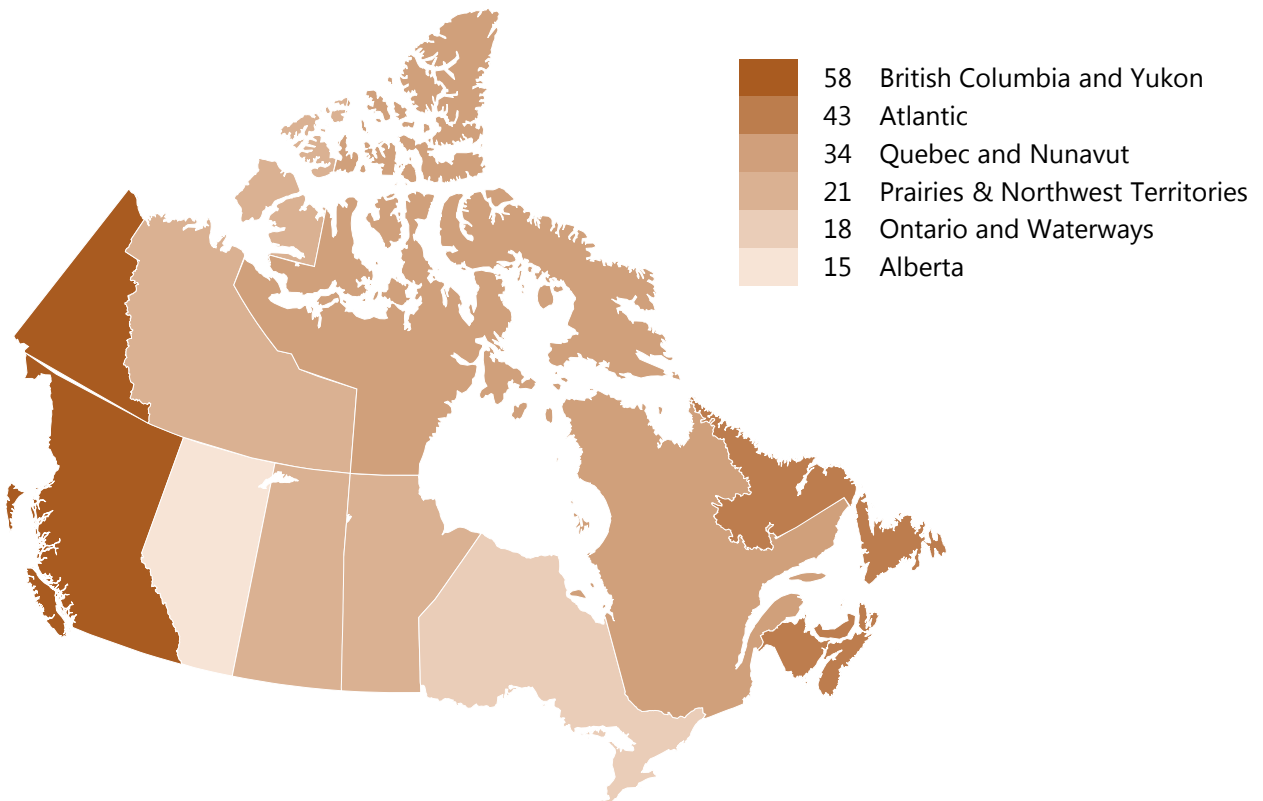 58 British Columbia and Yukon
43 Atlantic
34 Quebec and Nunavut
21 Prairies & Northwest Territories
18 Ontario and Waterways
15 Alberta